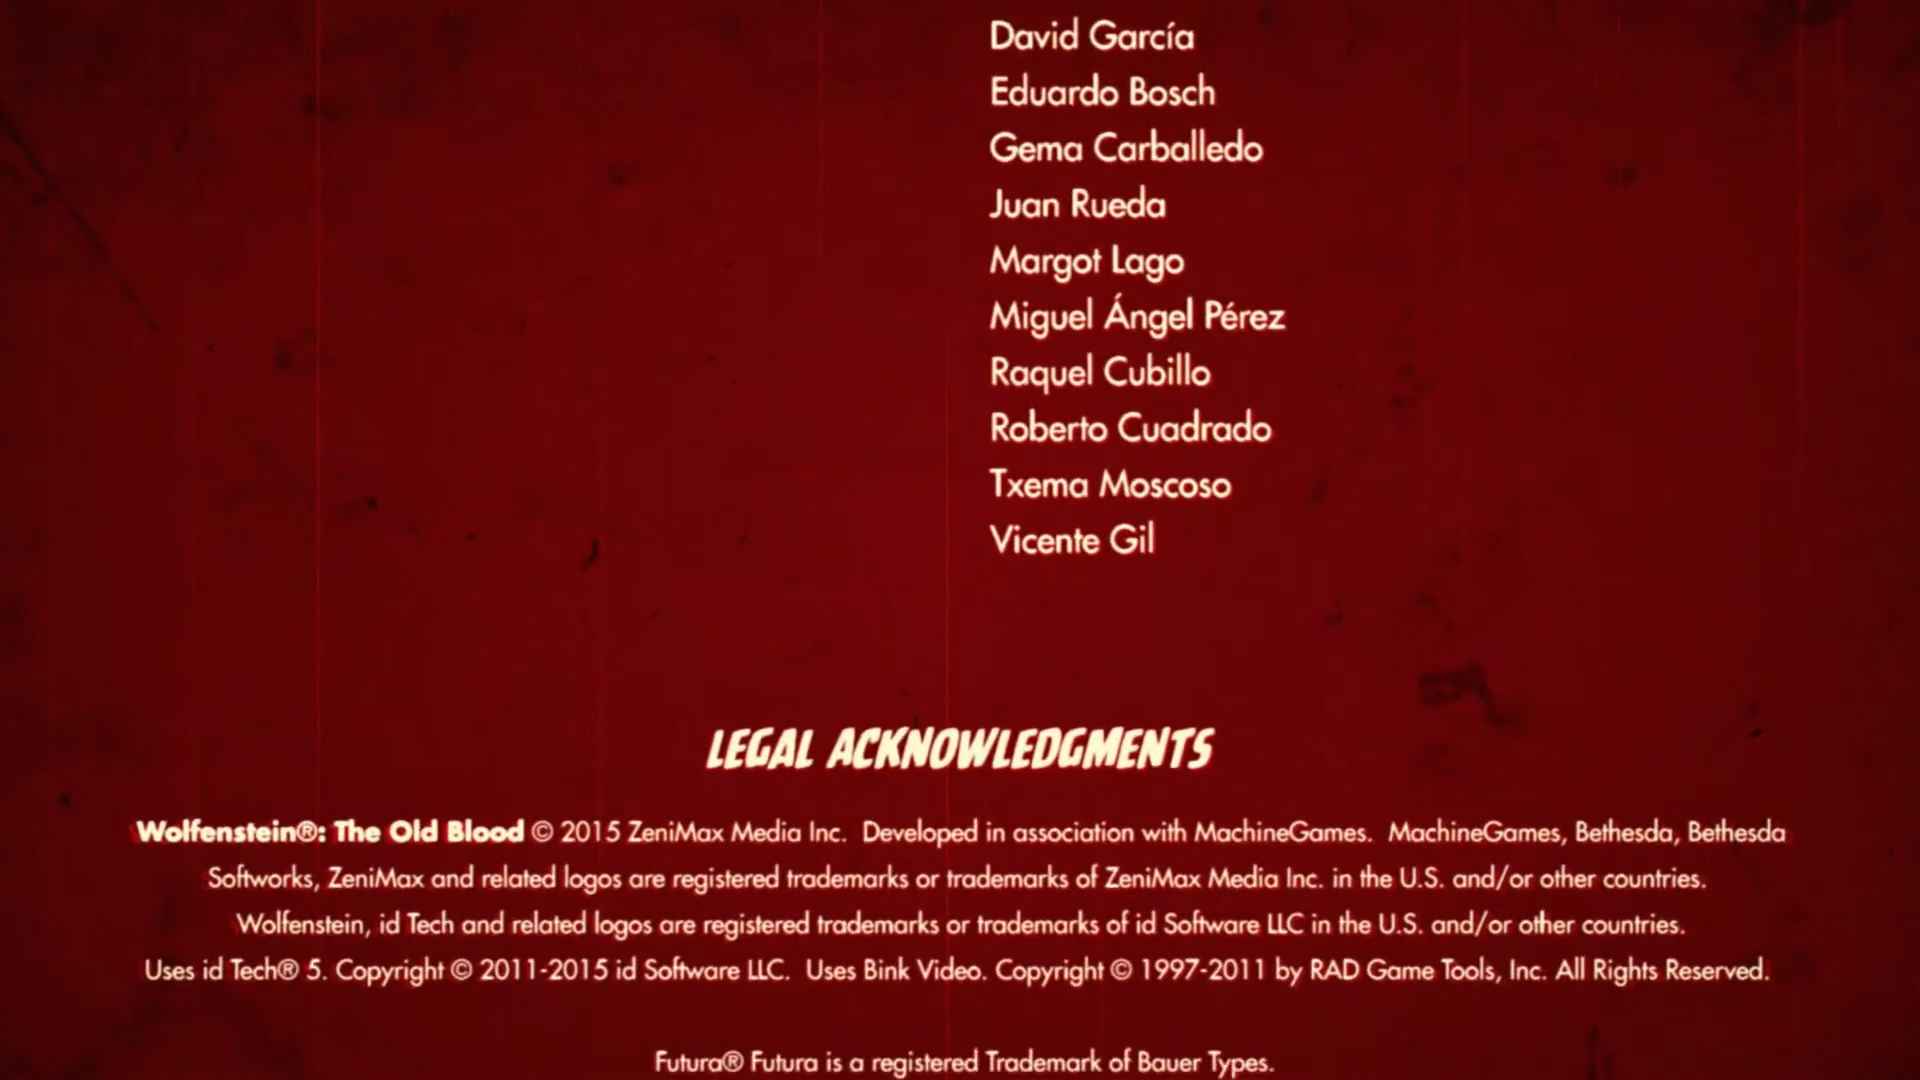 David García
Eduardo Bosch
Gema Carballedo
Juan Rueda
Margot Lago
Miguel Ángel Pérez
Raquel Cubillo
Roberto Cuadrado
Txema Moscoso
Vicente Gil
LEGAL ACKNOWLEDGMENTS
Wolfenstein®: The Old Blood © 2015 ZeniMax Media Inc.  Developed in association with MachineGames.  MachineGames, Bethesda, Bethesda
Softworks, ZeniMax and related logos are registered trademarks or trademarks of ZeniMax Media Inc. in the U.S. and/or other countries.
Wolfenstein, id Tech and related logos are registered trademarks or trademarks of id Software LLC in the U.S. and/or other countries.
Uses id Tech® 5. Copyright © 2011-2015 id Software LLC.  Uses Bink Video. Copyright © 1997-2011 by RAD Game Tools, Inc. All Rights Reserved.
Futura® Futura is a registered Trademark of Bauer Types.